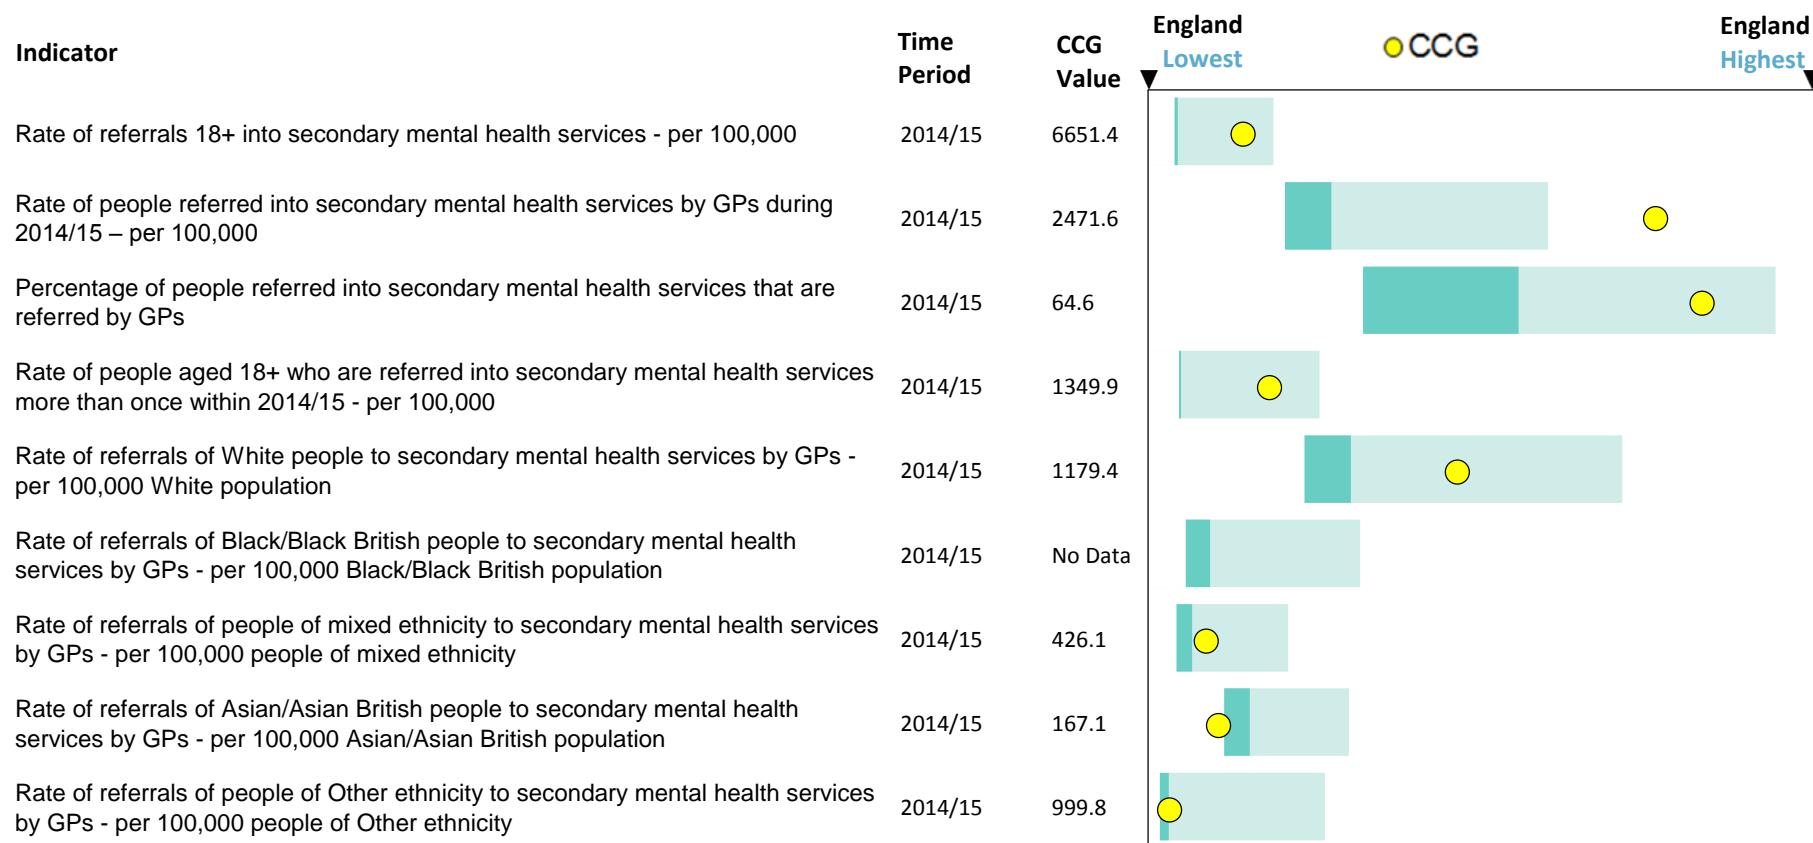 Indicator
Time
Period
CCG
Value
England
Lowest
CCG
England
Highest
Rate of referrals 18+ into secondary mental health services - per 100,000
2014/15
6651.4
Rate of people referred into secondary mental health services by GPs during
2014/15 – per 100,000
2014/15
2471.6
Percentage of people referred into secondary mental health services that are
referred by GPs
2014/15
64.6
Rate of people aged 18+ who are referred into secondary mental health services
more than once within 2014/15 - per 100,000
2014/15
1349.9
Rate of referrals of White people to secondary mental health services by GPs -
per 100,000 White population
2014/15
1179.4
Rate of referrals of Black/Black British people to secondary mental health
services by GPs - per 100,000 Black/Black British population
2014/15
No Data
Rate of referrals of people of mixed ethnicity to secondary mental health services
by GPs - per 100,000 people of mixed ethnicity
2014/15
426.1
Rate of referrals of Asian/Asian British people to secondary mental health
services by GPs - per 100,000 Asian/Asian British population
2014/15
167.1
Rate of referrals of people of Other ethnicity to secondary mental health services
by GPs - per 100,000 people of Other ethnicity
2014/15
999.8